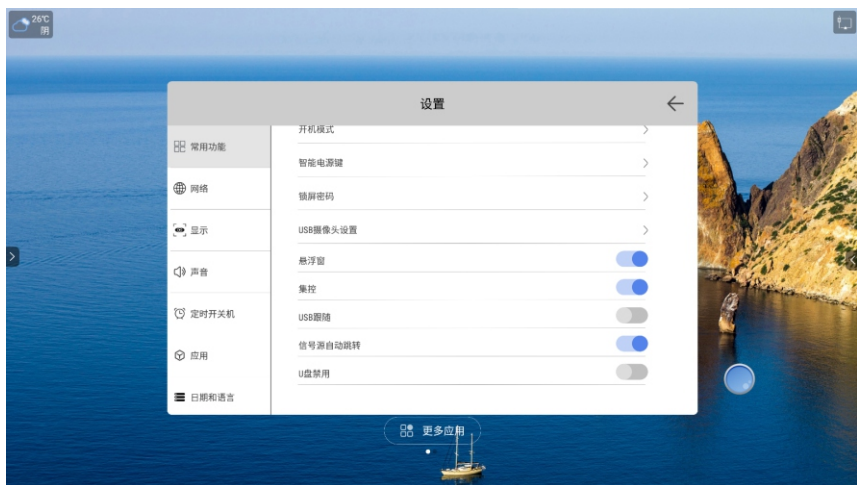 26℃
阴
设置
常用功能
网络
显示
声音
定时开关机
应用
日期和语言
开机模式
智能电源键
锁屏密码
USB摄像头设置
悬浮窗
集控
USB跟随
信号源自动跳转
U盘禁用
更多应用